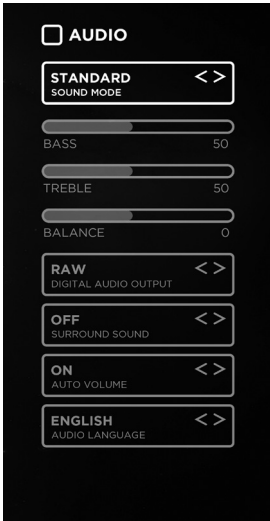 AUDIO
STANDARD < >
SOUND MODE
BASS 50
TREBLE 50
BALANCE 0
RAW < >
DIGITAL AUDIO OUTPUT
OFF < >
SURROUND SOUND
ON < >
AUTO VOLUME
ENGLISH < >
AUDIO LANGUAGE